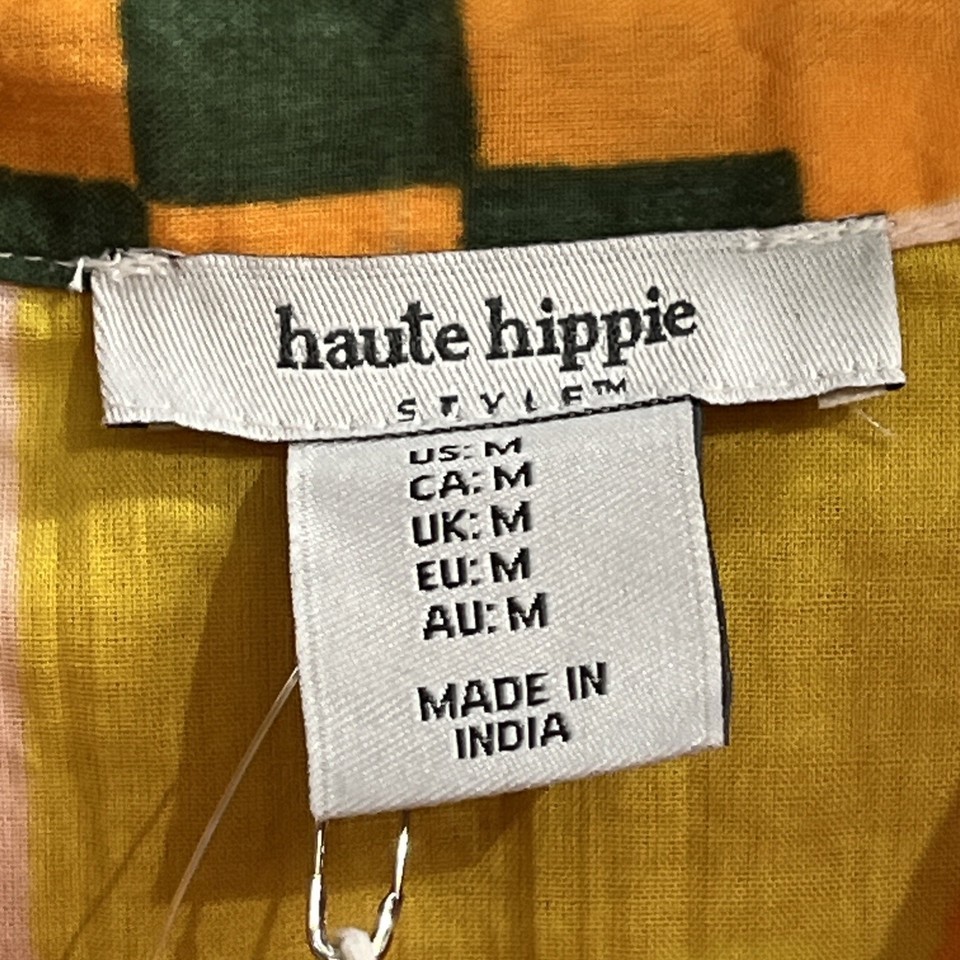 haute hippie
STYLE™
US: M
CA: M
UK: M
EU: M
AU: M
MADE IN
INDIA